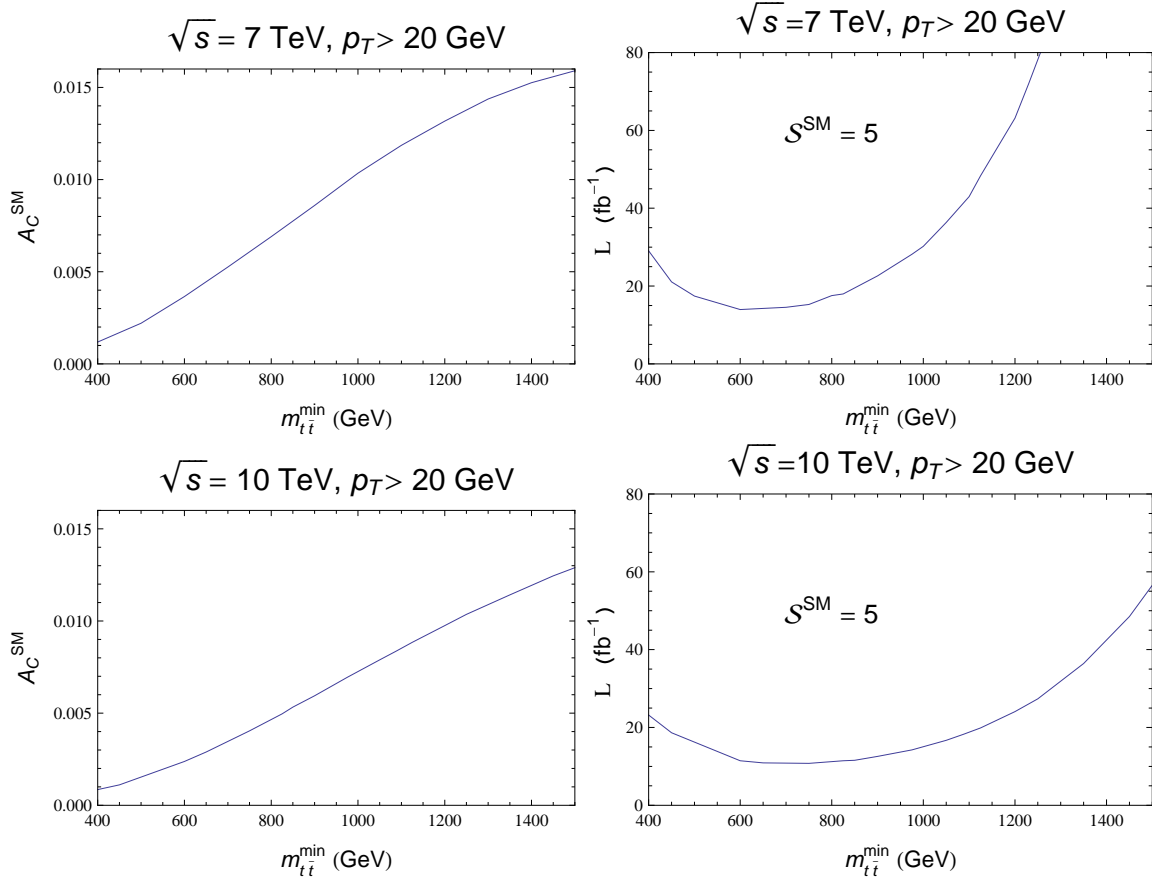 √s = 7 TeV, p_T > 20 GeV
0.015
0.010
0.005
0.000
A_C^SM
400 600 800 1000 1200 1400
m_{t t̄}^min (GeV)
√s =7 TeV, p_T > 20 GeV
80
60
40
20
0
L (fb⁻¹)
𝒮^SM = 5
400 600 800 1000 1200 1400
m_{t t̄}^min (GeV)
√s = 10 TeV, p_T > 20 GeV
0.015
0.010
0.005
0.000
A_C^SM
400 600 800 1000 1200 1400
m_{t t̄}^min (GeV)
√s =10 TeV, p_T > 20 GeV
80
60
40
20
0
L (fb⁻¹)
𝒮^SM = 5
400 600 800 1000 1200 1400
m_{t t̄}^min (GeV)